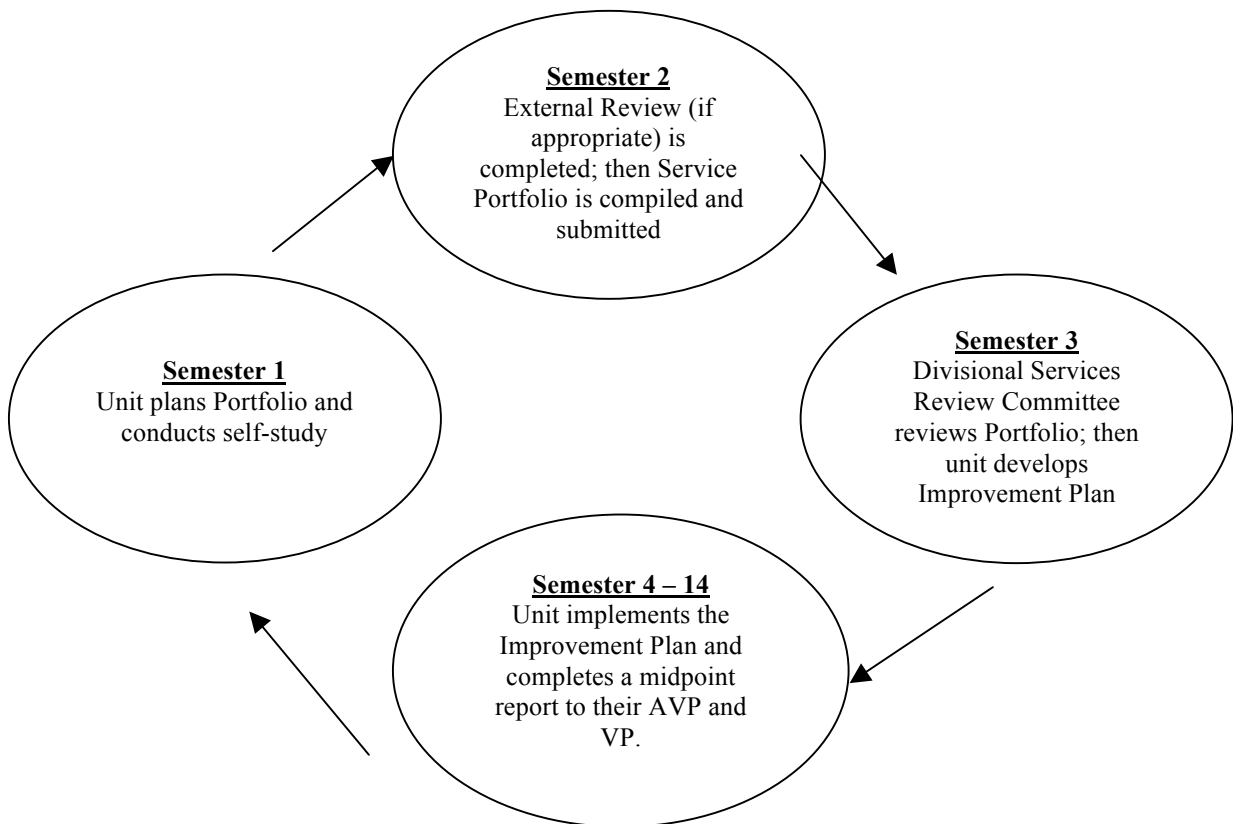 Semester 2
External Review (if
appropriate) is
completed; then Service
Portfolio is compiled and
submitted
Semester 3
Divisional Services
Review Committee
reviews Portfolio; then
unit develops
Improvement Plan
Semester 4 – 14
Unit implements the
Improvement Plan and
completes a midpoint
report to their AVP and
VP.
Semester 1
Unit plans Portfolio and
conducts self-study